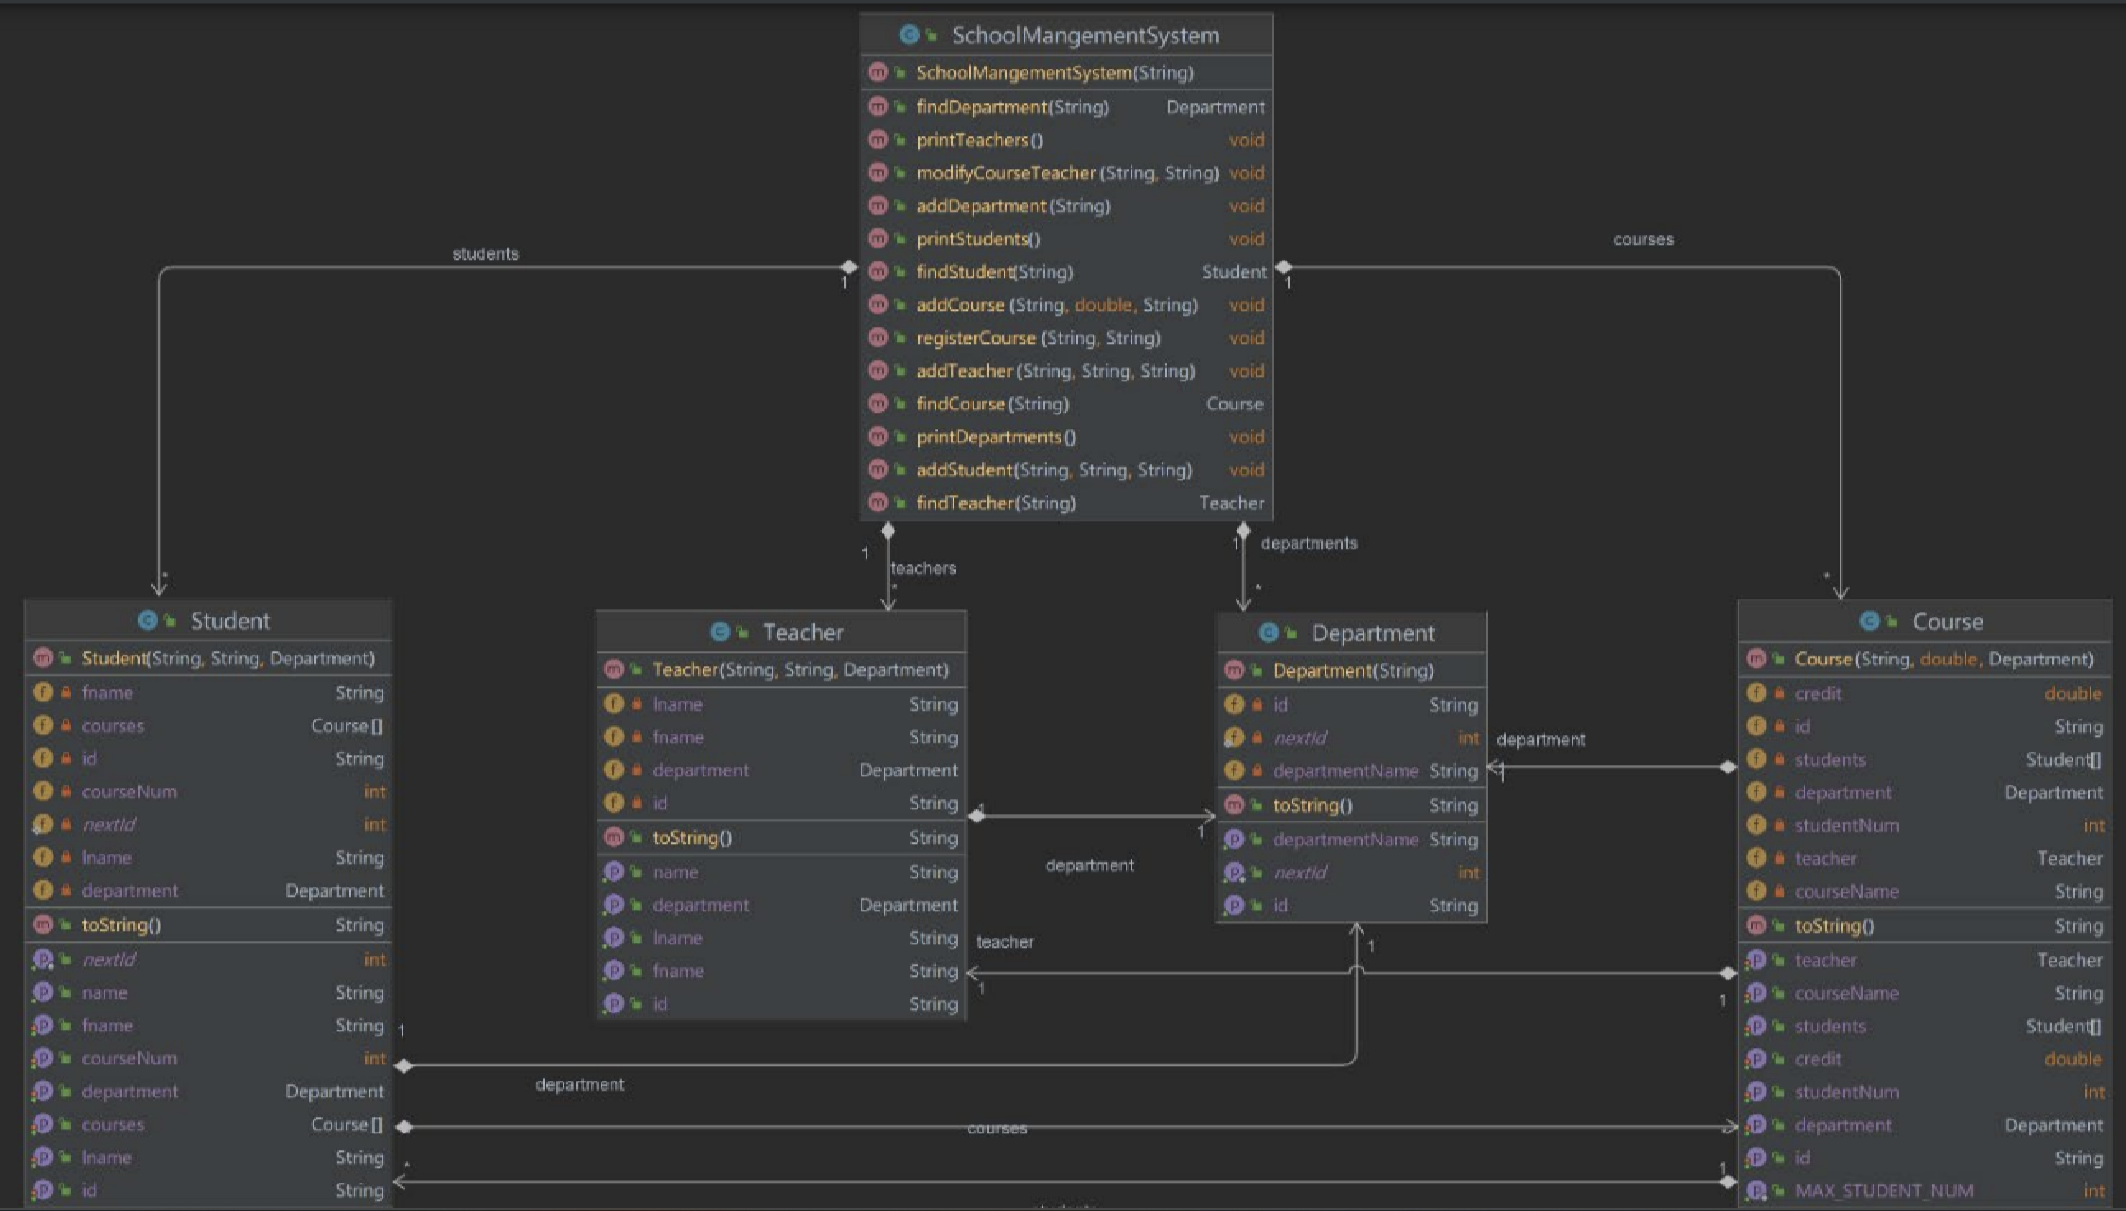 SchoolMangementSystem
SchoolMangementSystem(String)
findDepartment(String) Department
printTeachers() void
modifyCourseTeacher(String, String) void
addDepartment(String) void
printStudents() void
findStudent(String) Student
addCourse(String, double, String) void
registerCourse(String, String) void
addTeacher(String, String, String) void
findCourse(String) Course
printDepartments() void
addStudent(String, String, String) void
findTeacher(String) Teacher
students
1
*
courses
1
*
1
teachers
*
1
departments
*
Student
Student(String, String, Department)
fname String
courses Course[]
id String
courseNum int
nextId int
lname String
department Department
toString() String
nextId int
name String
fname String
courseNum int
department Department
courses Course[]
lname String
id String
Teacher
Teacher(String, String, Department)
lname String
fname String
department Department
id String
toString() String
name String
department Department
lname String
fname String
id String
Department
Department(String)
id String
nextId int
departmentName String
toString() String
departmentName String
nextId int
id String
Course
Course(String, double, Department)
credit double
id String
students Student[]
department Department
studentNum int
teacher Teacher
courseName String
toString() String
teacher Teacher
courseName String
students Student[]
credit double
studentNum int
department Department
id String
MAX_STUDENT_NUM int
department
1
1
department
teacher
1
1
1
1
department
courses
*
1